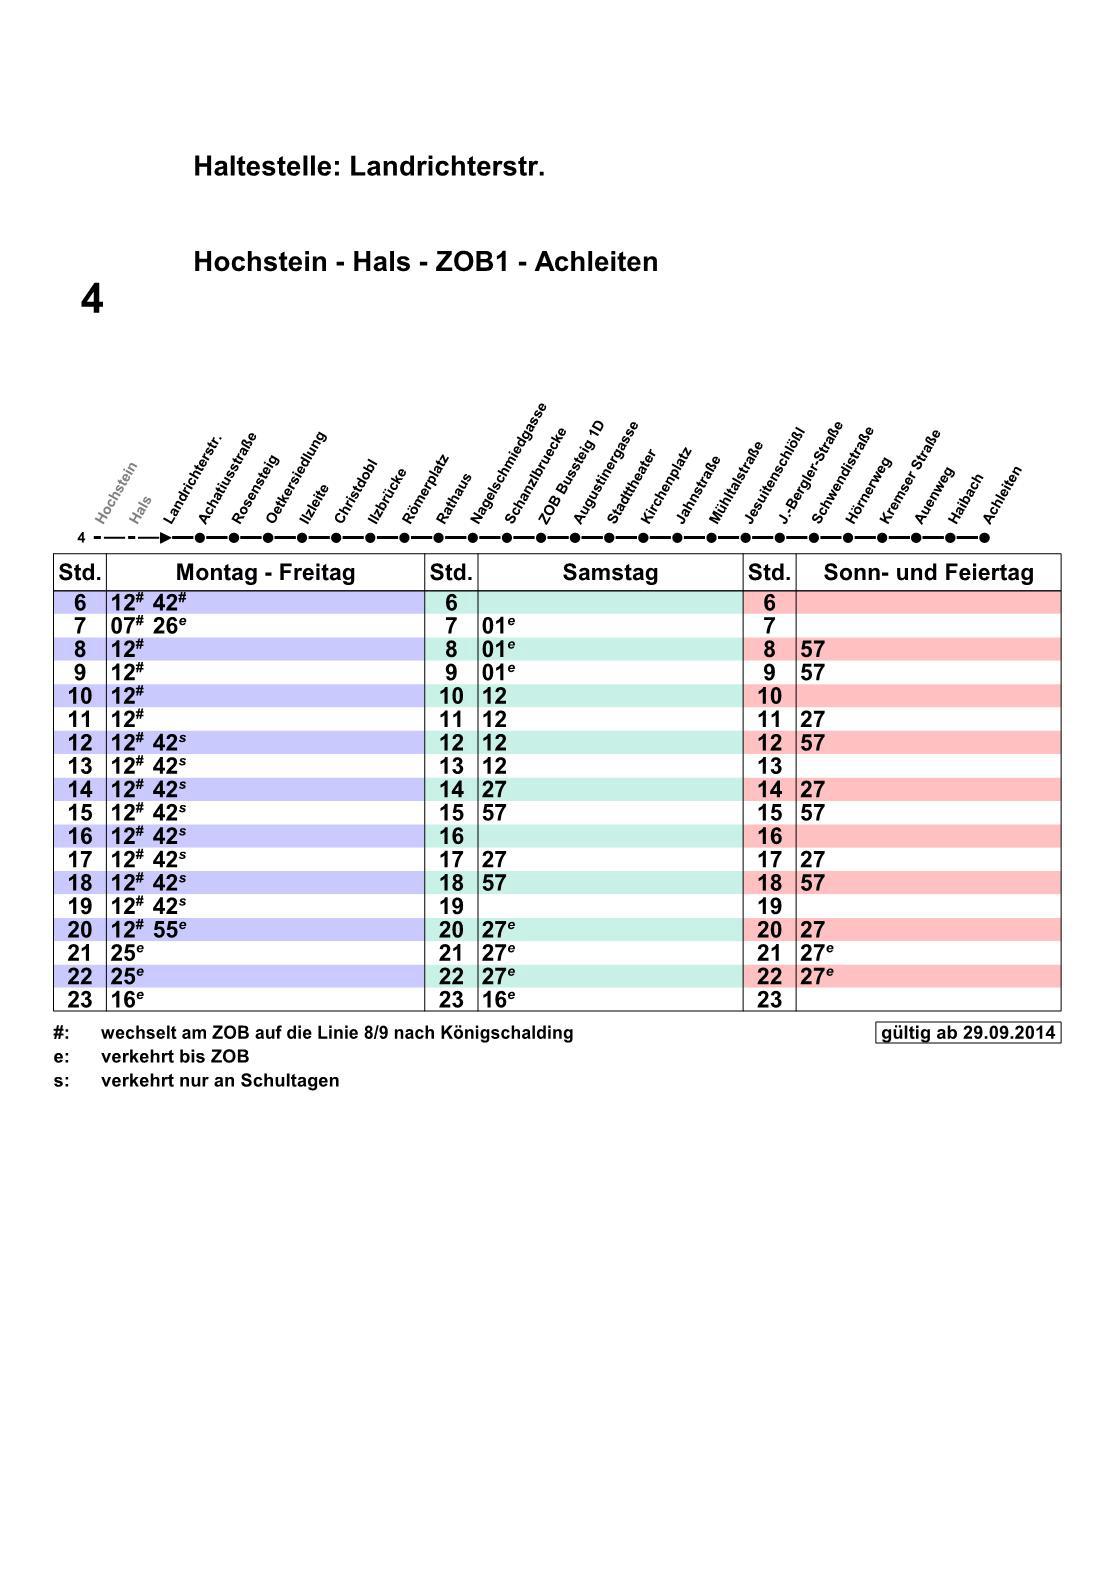 Haltestelle: Landrichterstr.
Hochstein - Hals - ZOB1 - Achleiten
4
Hochstein
Hals
Landrichterstr.
Achatiusstraße
Rosensteig
Oetkersiedlung
Ilzleite
Christdobl
Ilzbrücke
Römerplatz
Rathaus
Nagelschmiedgasse
Schanzlbruecke
ZOB Bussteig 1D
Augustinergasse
Stadttheater
Kirchenplatz
Jahnstraße
Mühltalstraße
Jesuitenschlößl
J.-Bergler-Straße
Schwendistraße
Hörnerweg
Kremser Straße
Auenweg
Haibach
Achleiten
4
Std. Montag - Freitag Std. Samstag Std. Sonn- und Feiertag
6 12# 42# 6 6
7 07# 26e 7 01e 7
8 12# 8 01e 8 57
9 12# 9 01e 9 57
10 12# 10 12 10
11 12# 11 12 11 27
12 12# 42s 12 12 12 57
13 12# 42s 13 12 13
14 12# 42s 14 27 14 27
15 12# 42s 15 57 15 57
16 12# 42s 16 16
17 12# 42s 17 27 17 27
18 12# 42s 18 57 18 57
19 12# 42s 19 19
20 12# 55e 20 27e 20 27
21 25e 21 27e 21 27e
22 25e 22 27e 22 27e
23 16e 23 16e 23
#: wechselt am ZOB auf die Linie 8/9 nach Königschalding gültig ab 29.09.2014
e: verkehrt bis ZOB
s: verkehrt nur an Schultagen